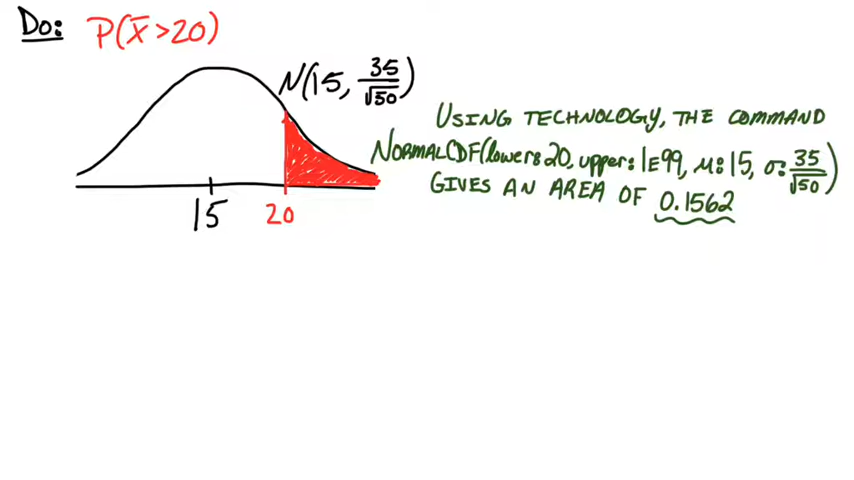 Do: P(x̄>20)
N(15, 35/√50)
USING TECHNOLOGY, THE COMMAND
NORMALCDF(lower:20, upper:1E99, μ:15, σ:35/√50)
GIVES AN AREA OF 0.1562
15
20